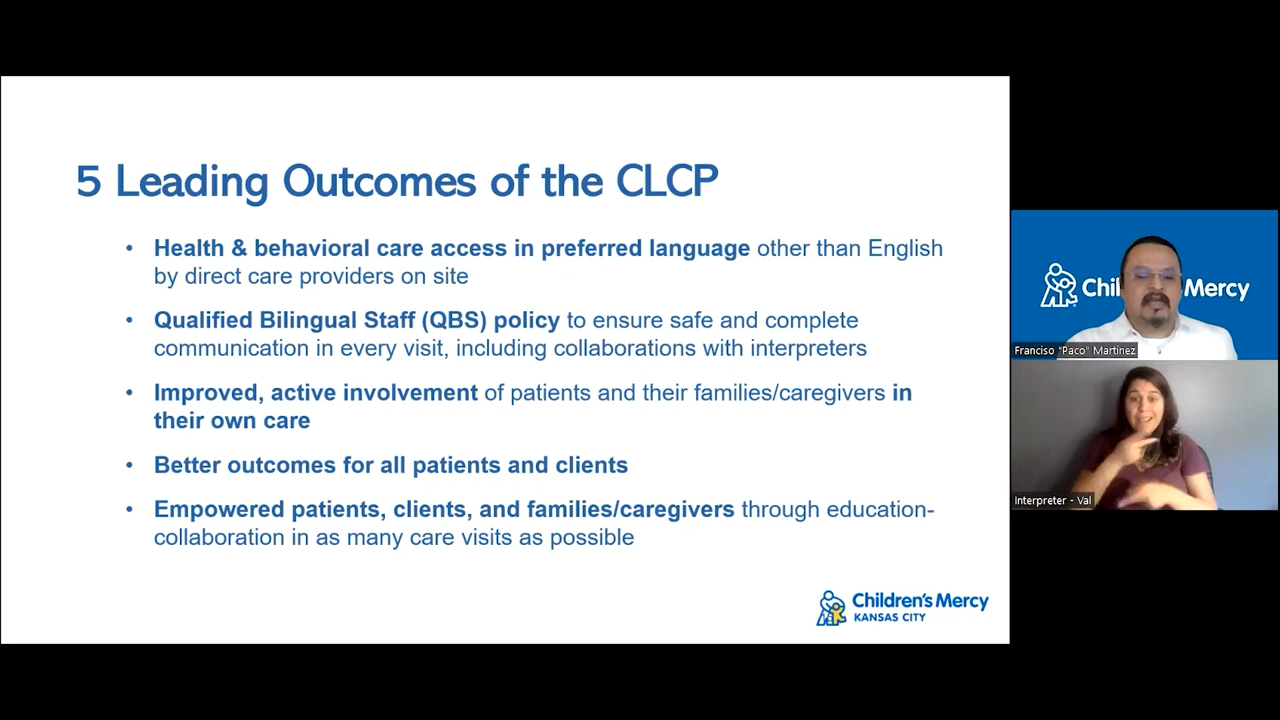 5 Leading Outcomes of the CLCP
• Health & behavioral care access in preferred language other than English
by direct care providers on site
• Qualified Bilingual Staff (QBS) policy to ensure safe and complete
communication in every visit, including collaborations with interpreters
• Improved, active involvement of patients and their families/caregivers in
their own care
• Better outcomes for all patients and clients
• Empowered patients, clients, and families/caregivers through education-
collaboration in as many care visits as possible
Children's Mercy
KANSAS CITY
Chil Mercy
Franciso "Paco" Martinez
Interpreter - Val